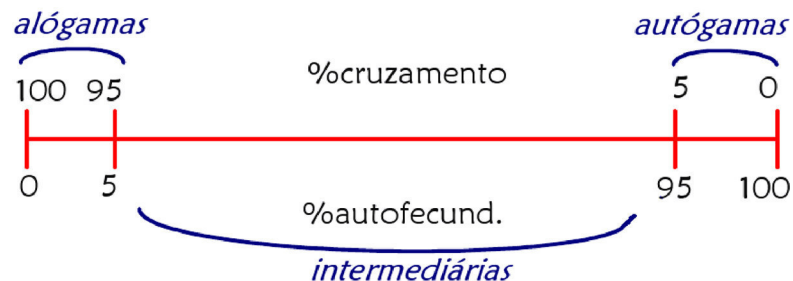 alógamas autógamas
100 95 %cruzamento 5 0
0 5 %autofecund. 95 100
intermediárias